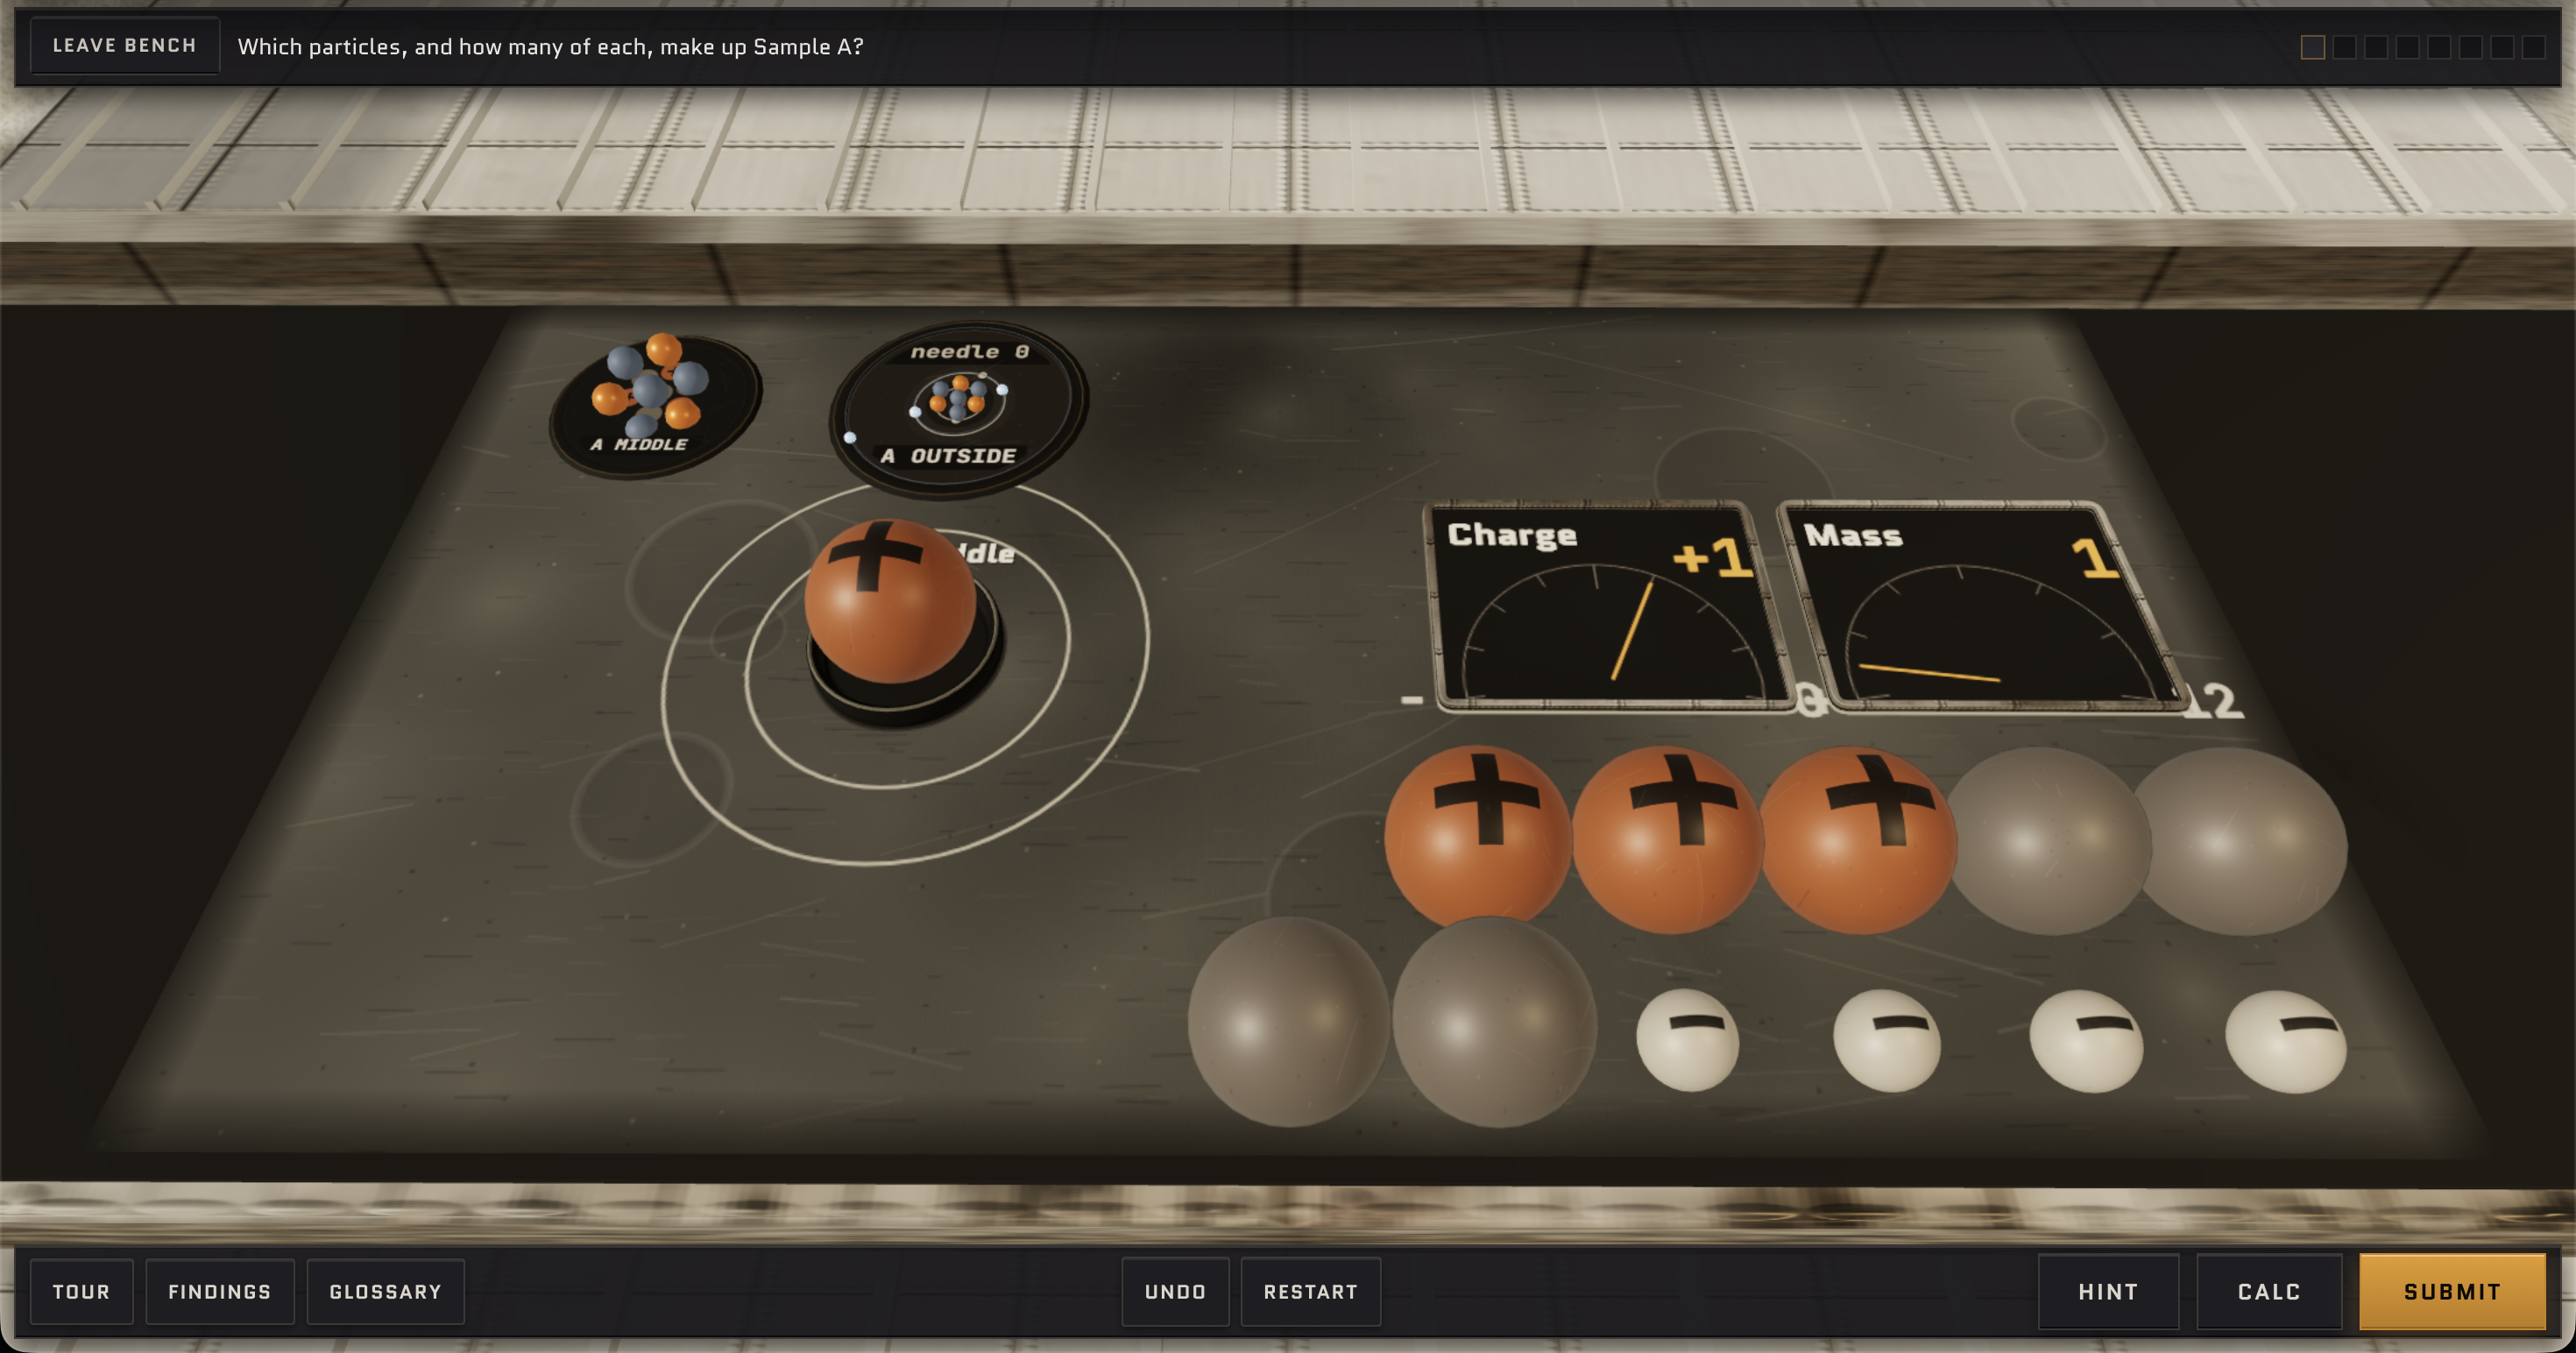 LEAVE BENCH
Which particles, and how many of each, make up Sample A?
needle 0
A MIDDLE
A OUTSIDE
Charge
+1
Mass
1
-
0
12
+
+ + +
- - - -
TOUR
FINDINGS
GLOSSARY
UNDO
RESTART
HINT
CALC
SUBMIT